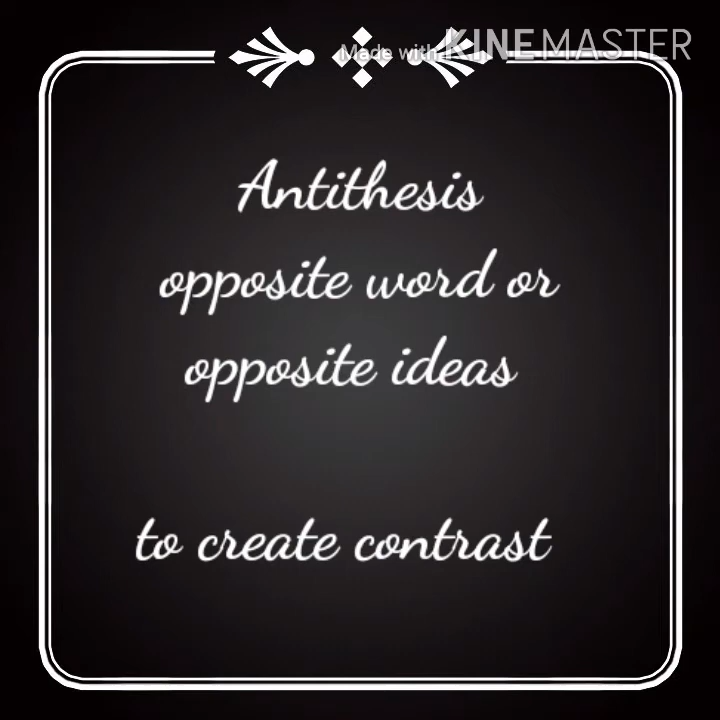 Made with KINEMASTER
Antithesis
opposite word or
opposite ideas
to create contrast